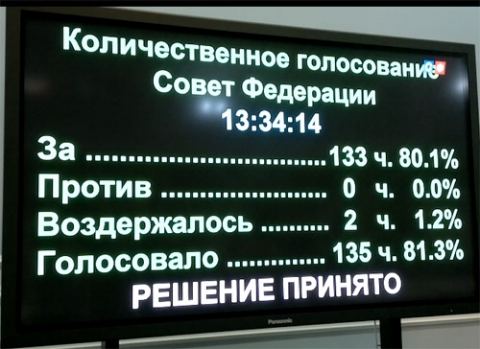 Количественное голосование
Совет Федерации
13:34:14
За ................................ 133 ч. 80.1%
Против ...................... 0 ч. 0.0%
Воздержалось .......... 2 ч. 1.2%
Голосовало .............. 135 ч. 81.3%
РЕШЕНИЕ ПРИНЯТО
Panasonic